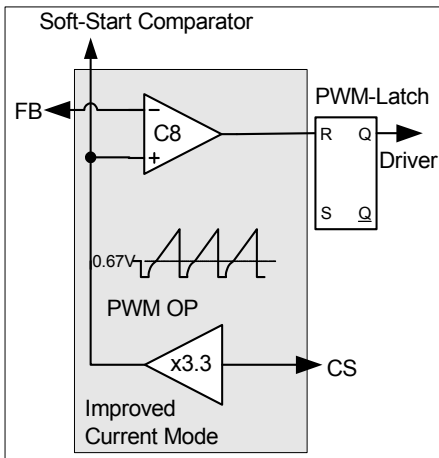 Soft-Start Comparator
FB
PWM-Latch
−
C8
+
R Q
Driver
S Q
0.67V
PWM OP
x3.3
CS
Improved
Current Mode